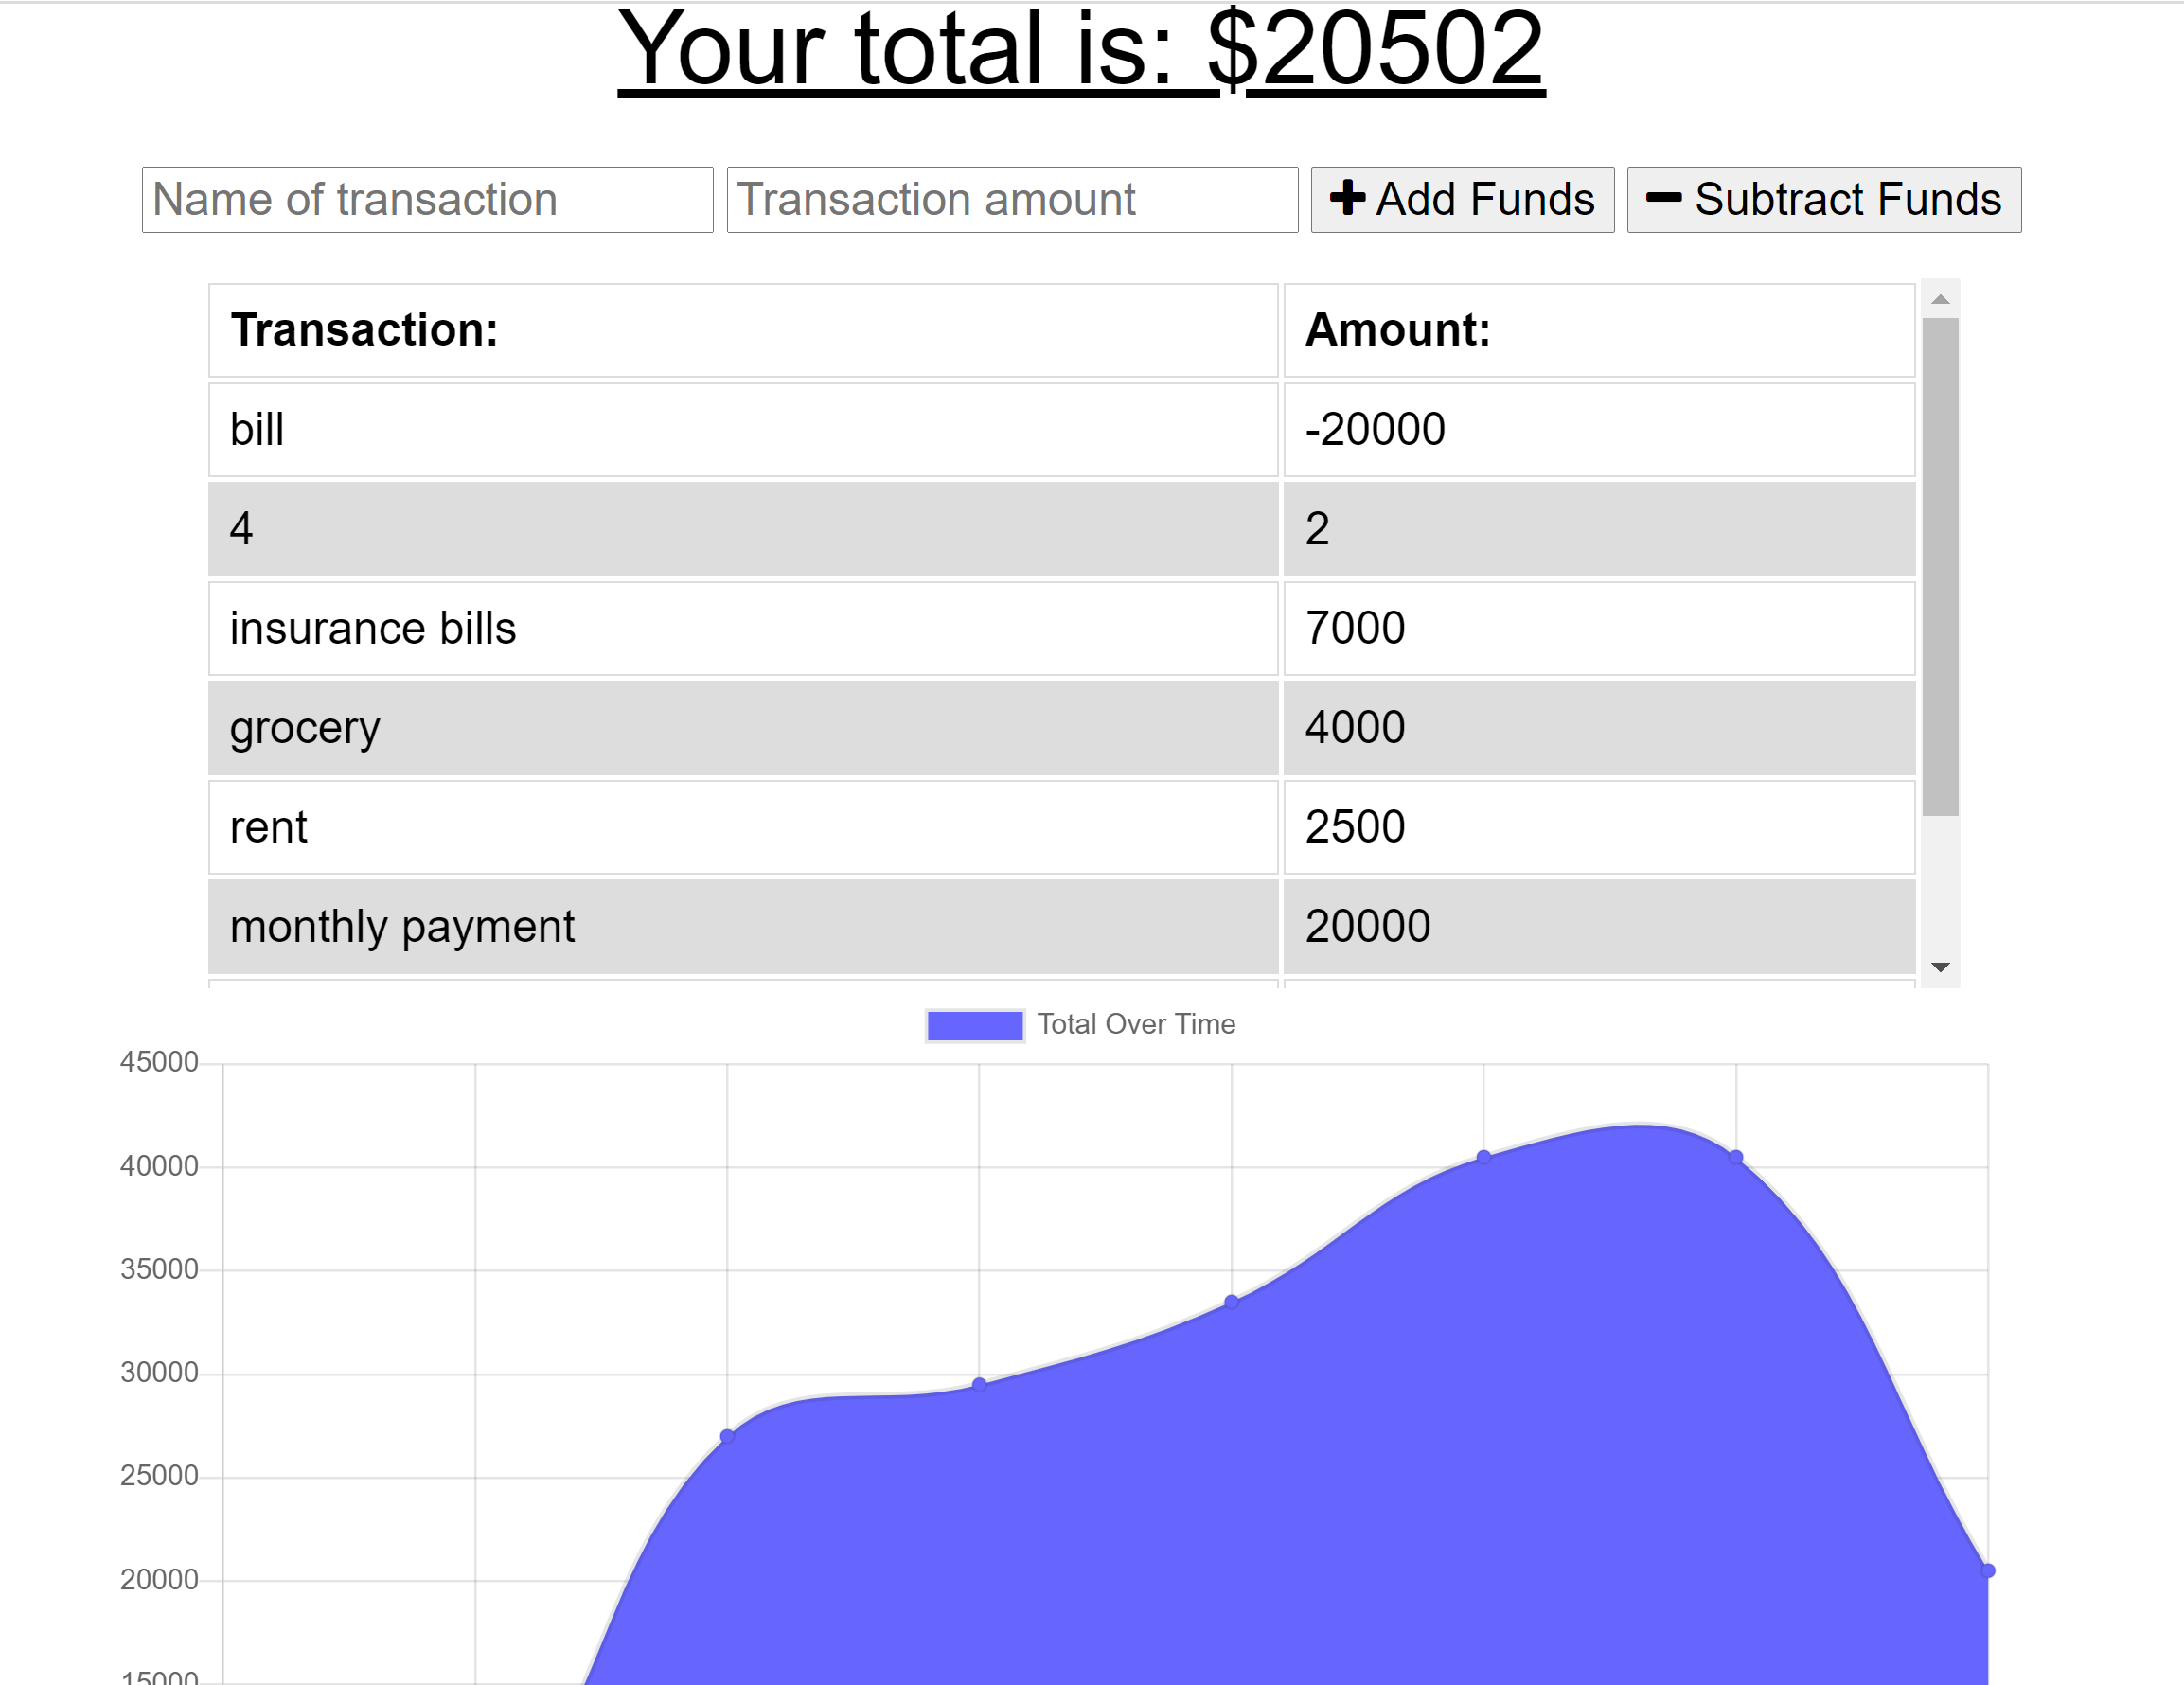 Your total is: $20502
Name of transaction Transaction amount Add Funds Subtract Funds
Transaction: Amount:
bill -20000
4 2
insurance bills 7000
grocery 4000
rent 2500
monthly payment 20000
Total Over Time
45000
40000
35000
30000
25000
20000
15000